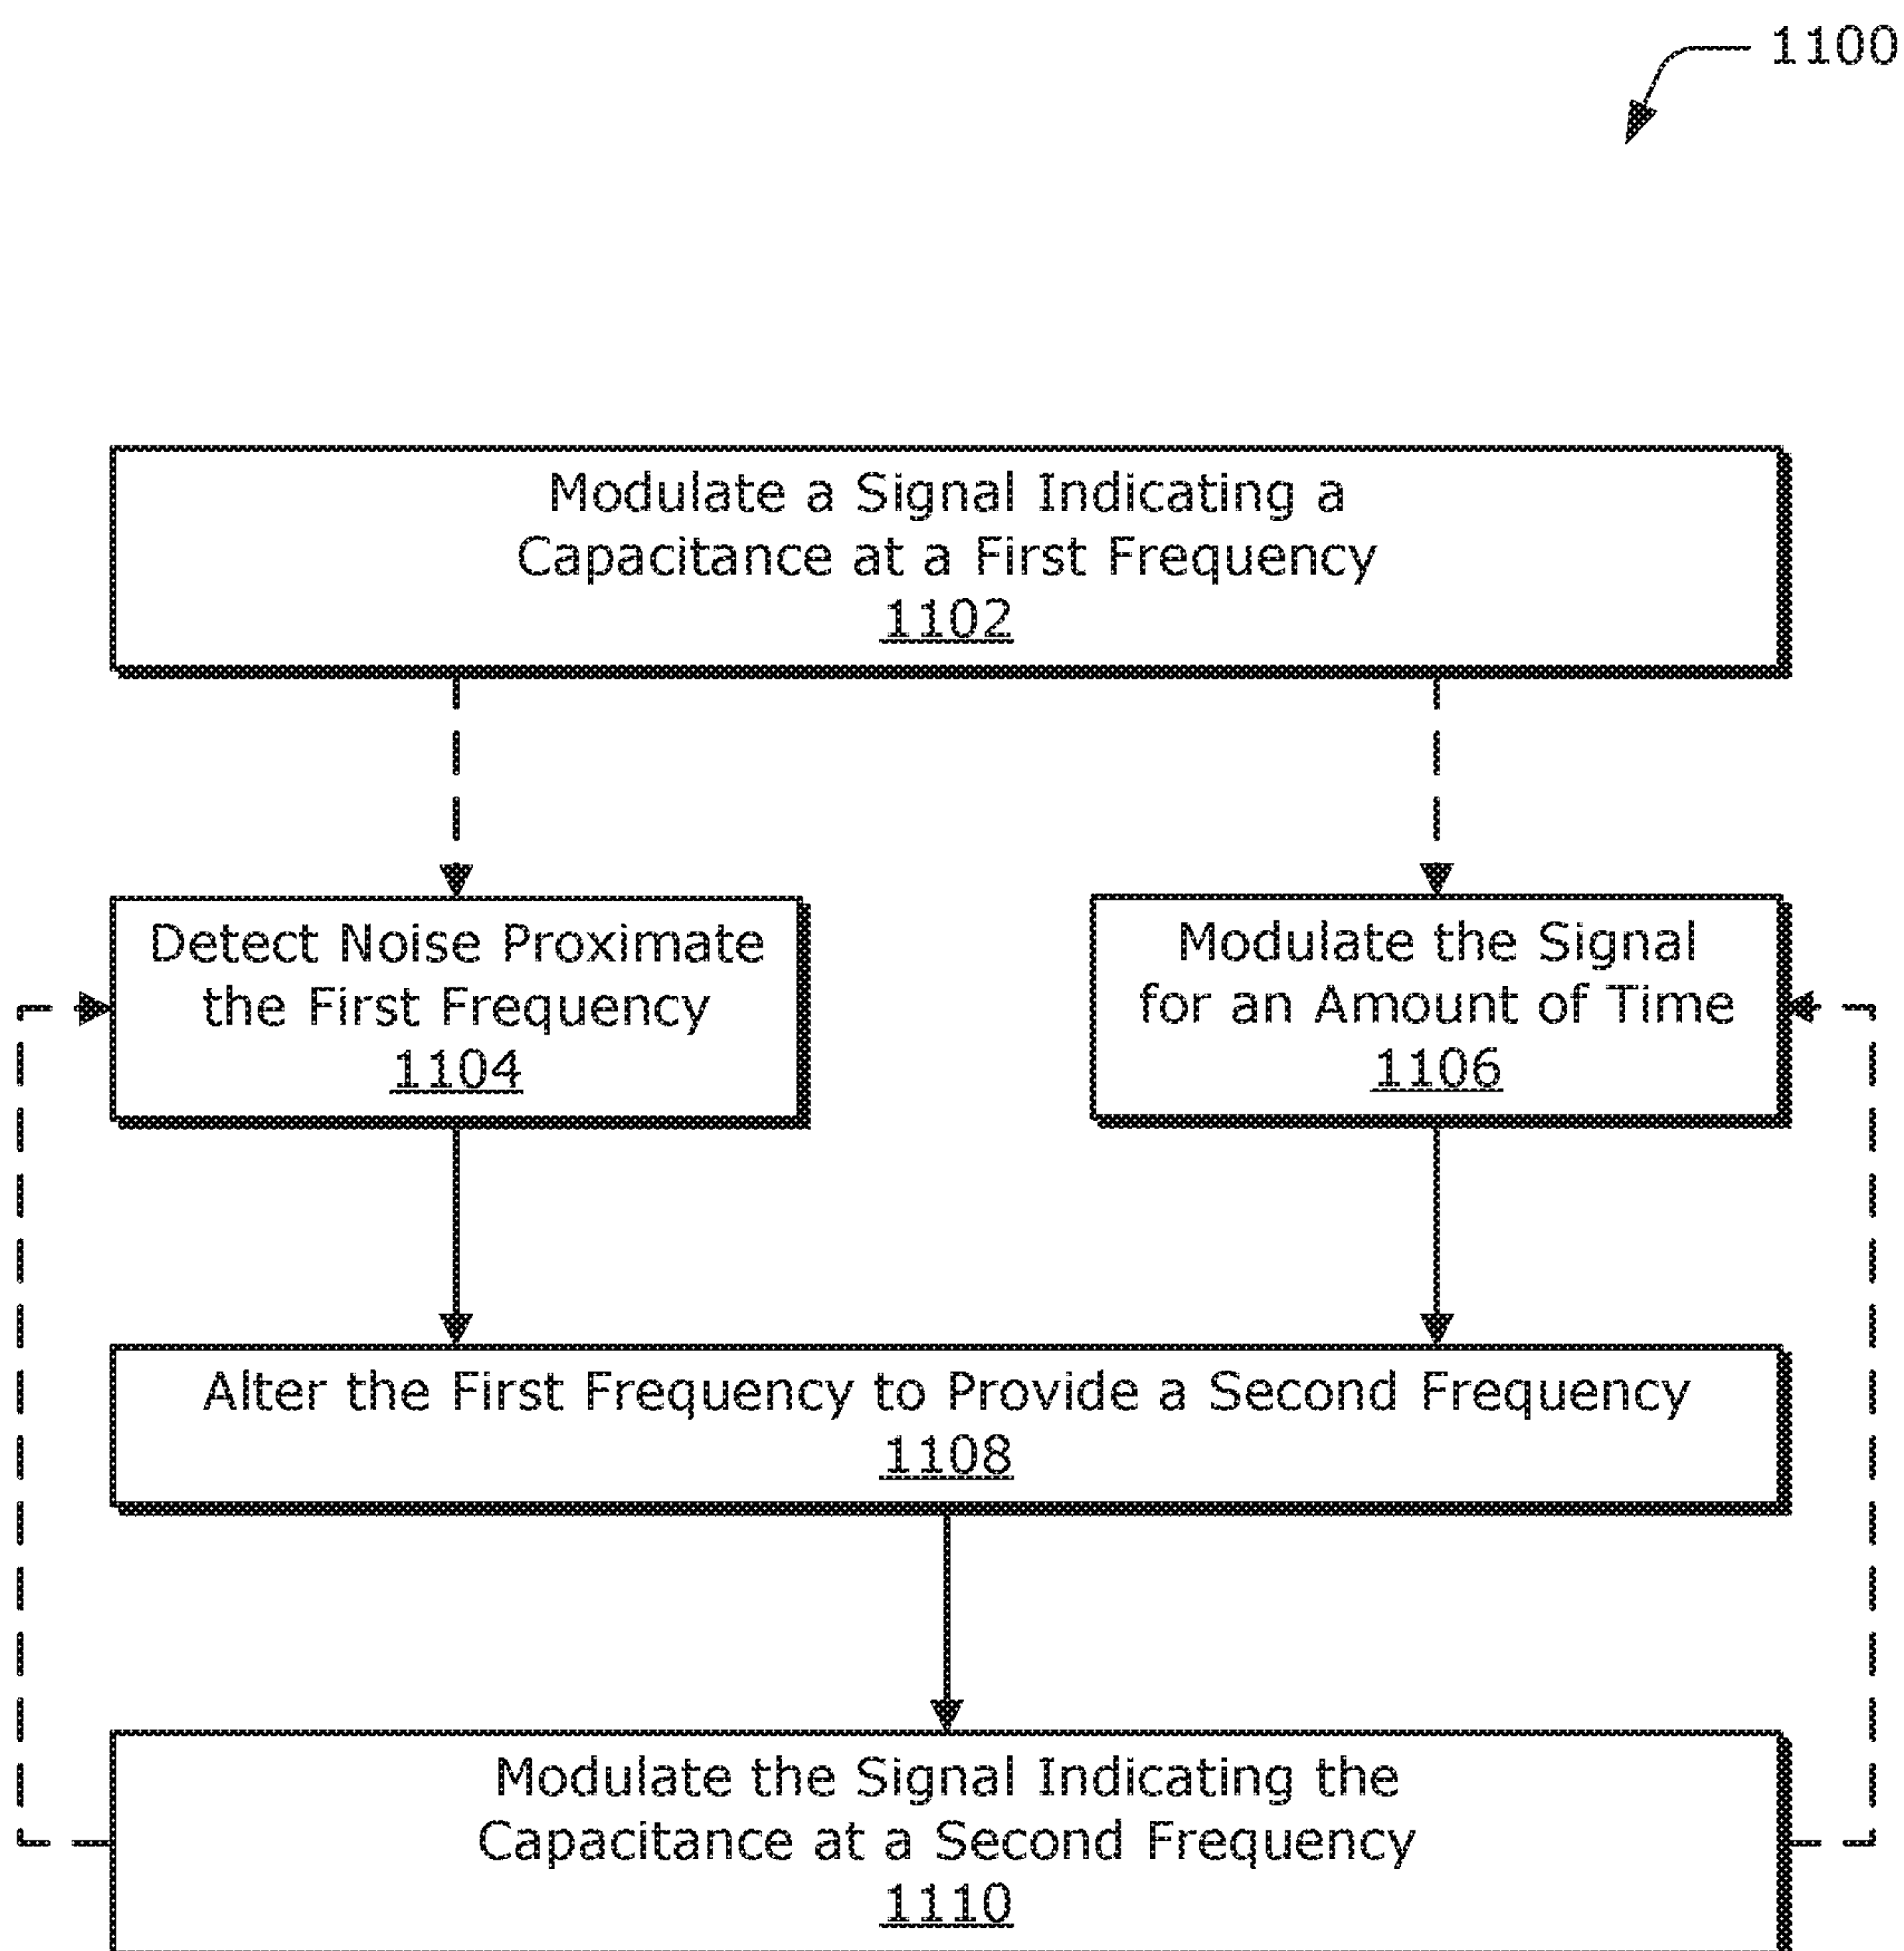 1100
Modulate a Signal Indicating a
Capacitance at a First Frequency
1102
Detect Noise Proximate
the First Frequency
1104
Modulate the Signal
for an Amount of Time
1106
Alter the First Frequency to Provide a Second Frequency
1108
Modulate the Signal Indicating the
Capacitance at a Second Frequency
1110